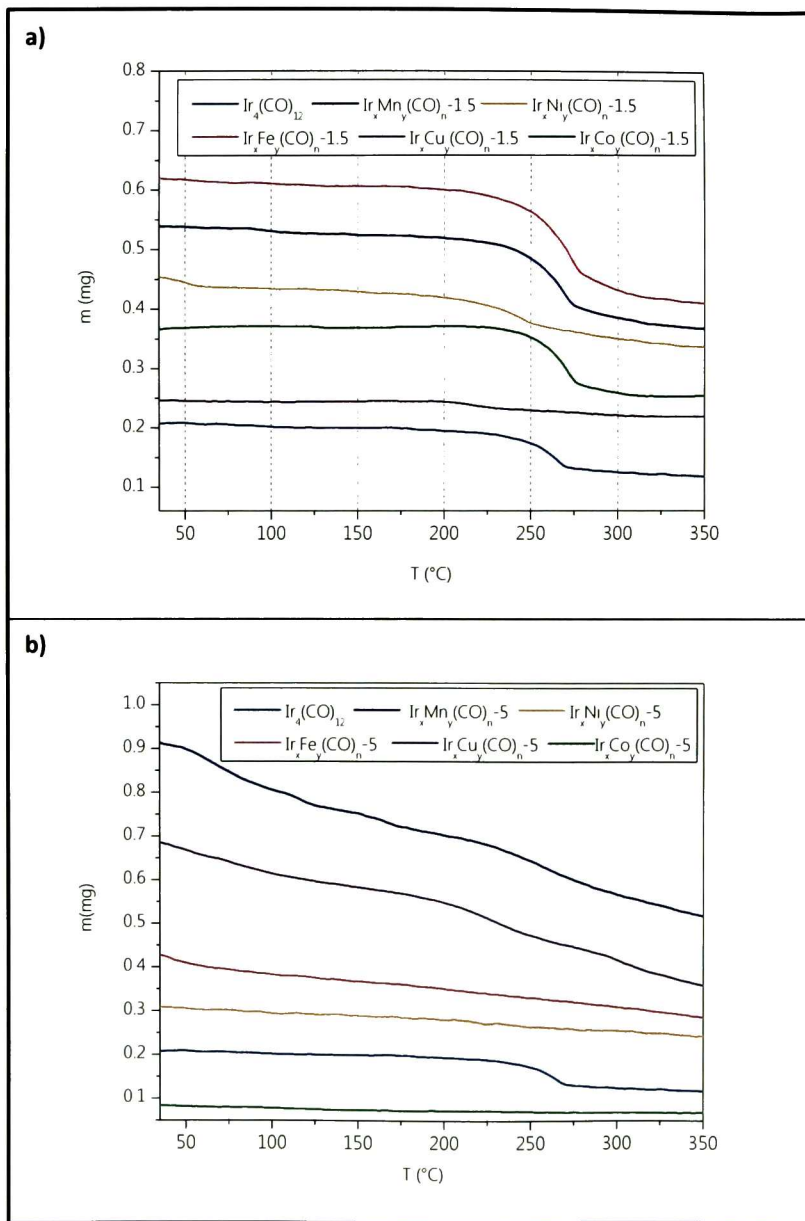 a)
0.8
0.7
0.6
0.5
0.4
0.3
0.2
0.1
m (mg)
Ir4(CO)12 IrxMny(CO)n-1 5 IrxNiy(CO)n-1.5
IrxFey(CO)n-1.5 IrxCuy(CO)n-1 5 IrxCoy(CO)n-1.5
50 100 150 200 250 300 350
T (°C)
b)
1.0
0.9
0.8
0.7
0.6
0.5
0.4
0.3
0.2
0.1
m(mg)
Ir4(CO)12 IrxMny(CO)n-5 IrxNiy(CO)n-5
IrxFey(CO)n-5 IrxCuy(CO)n-5 IrxCoy(CO)n-5
50 100 150 200 250 300 350
T (°C)